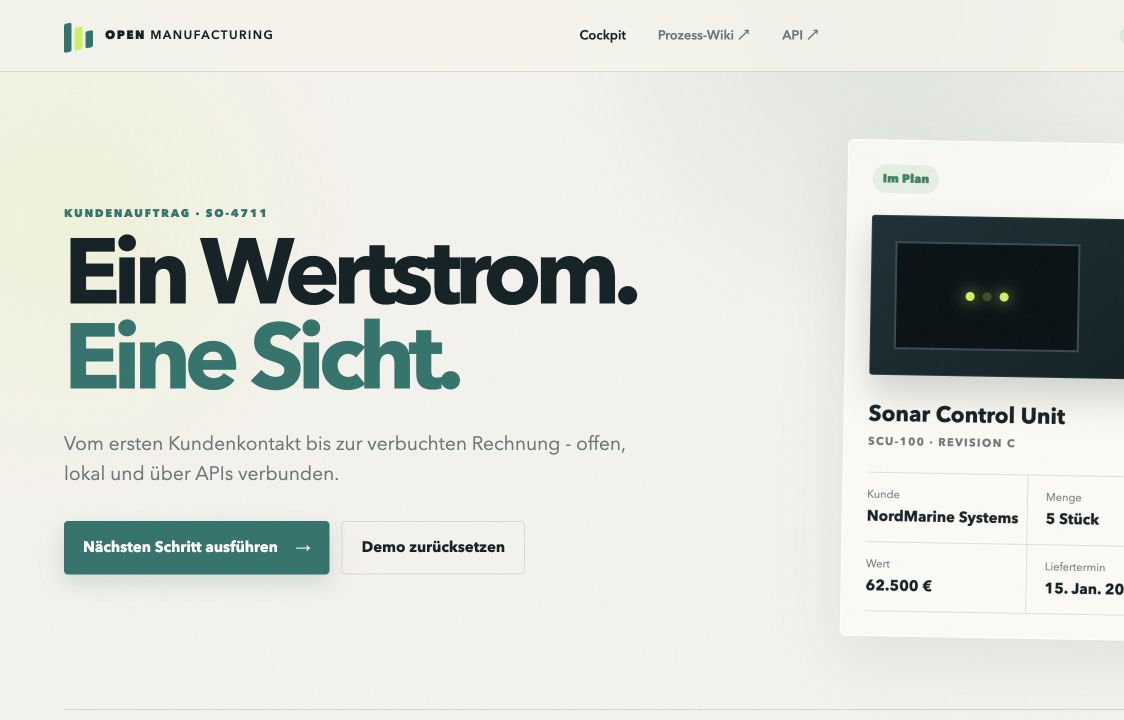 OPEN MANUFACTURING
Cockpit
Prozess-Wiki ↗
API ↗
KUNDENAUFTRAG · SO-4711
Ein Wertstrom.
Eine Sicht.
Vom ersten Kundenkontakt bis zur verbuchten Rechnung - offen,
lokal und über APIs verbunden.
Nächsten Schritt ausführen →
Demo zurücksetzen
Im Plan
Sonar Control Unit
SCU-100 · REVISION C
Kunde
NordMarine Systems
Menge
5 Stück
Wert
62.500 €
Liefertermin
15. Jan. 20